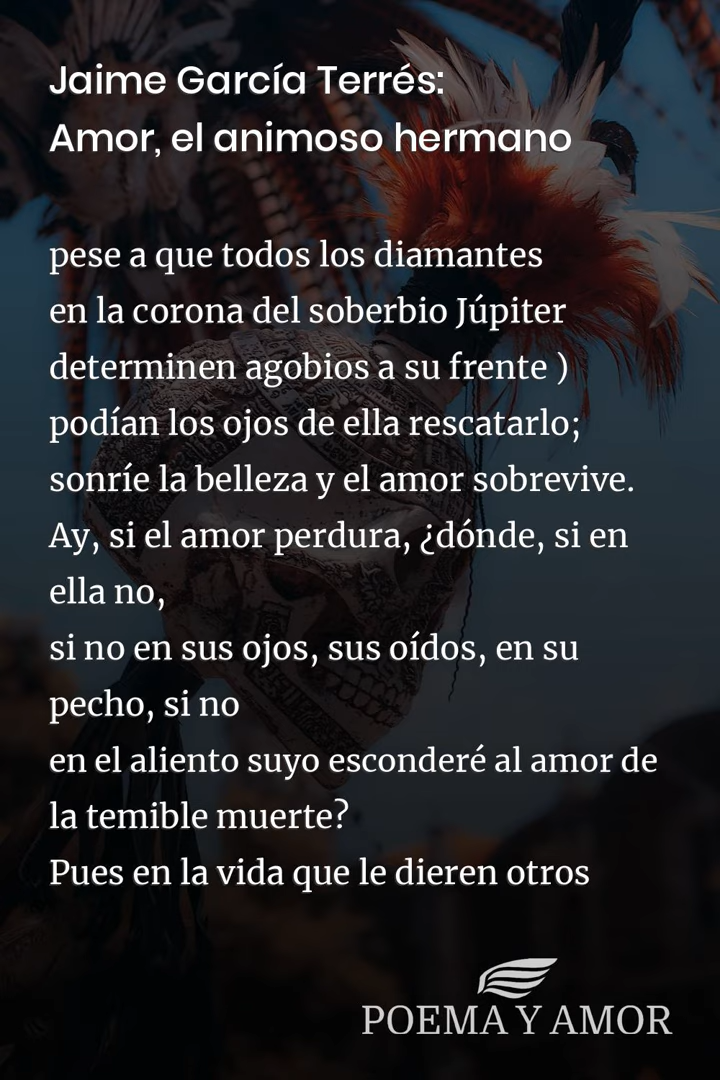 Jaime García Terrés:
Amor, el animoso hermano
pese a que todos los diamantes
en la corona del soberbio Júpiter
determinen agobios a su frente )
podían los ojos de ella rescatarlo;
sonríe la belleza y el amor sobrevive.
Ay, si el amor perdura, ¿dónde, si en
ella no,
si no en sus ojos, sus oídos, en su
pecho, si no
en el aliento suyo esconderé al amor de
la temible muerte?
Pues en la vida que le dieren otros
POEMA Y AMOR